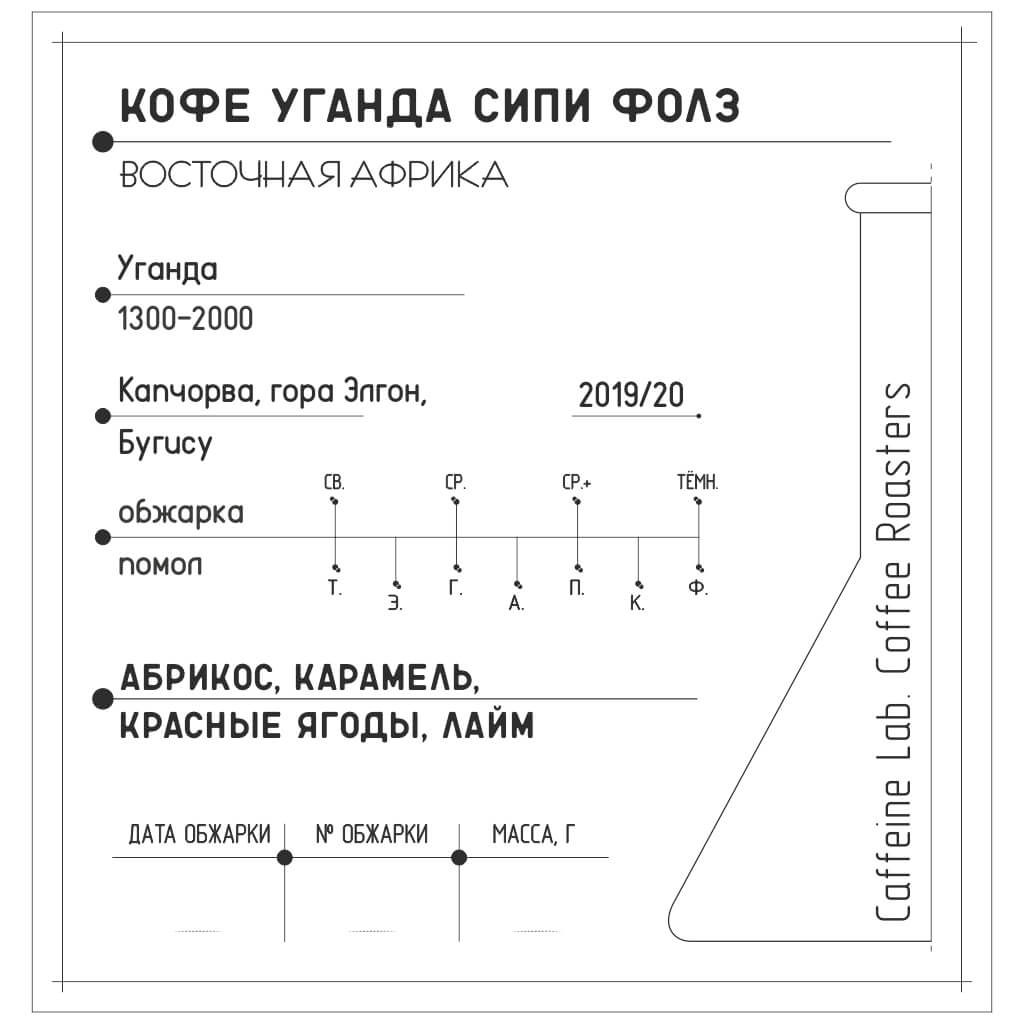 КОФЕ УГАНДА СИПИ ФОЛЗ
ВОСТОЧНАЯ АФРИКА
Уганда
1300-2000
Капчорва, гора Элгон,
Бугису
2019/20
СВ. СР. СР.+ ТЁМН.
обжарка
помол
Т. Э. Г. А. П. К. Ф.
АБРИКОС, КАРАМЕЛЬ,
КРАСНЫЕ ЯГОДЫ, ЛАЙМ
ДАТА ОБЖАРКИ № ОБЖАРКИ МАССА, Г
Caffeine Lab. Coffee Roasters